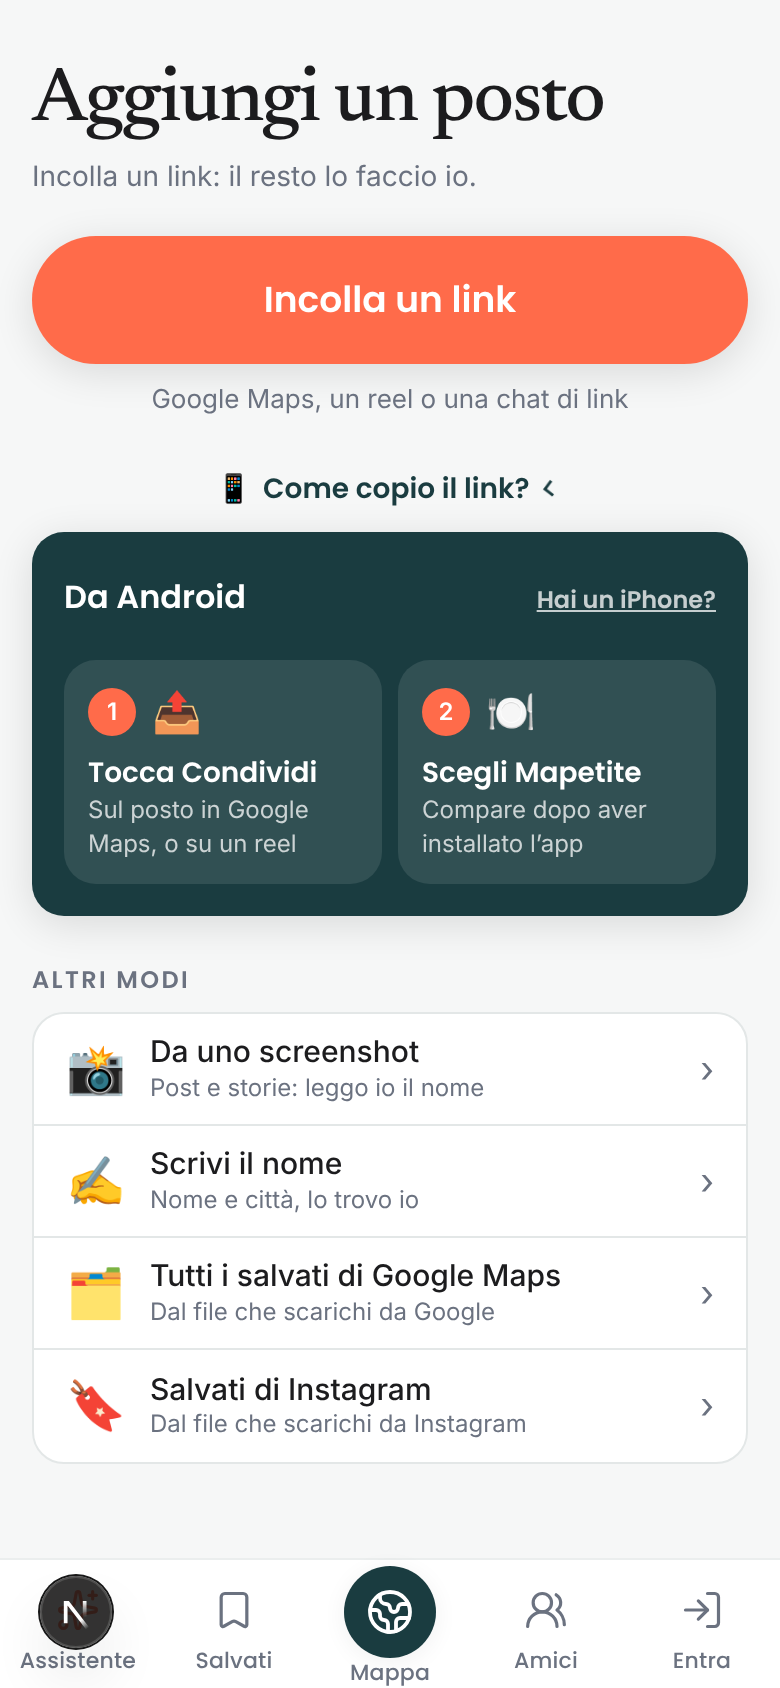 Aggiungi un posto
Incolla un link: il resto lo faccio io.
Incolla un link
Google Maps, un reel o una chat di link
Come copio il link?
Da Android
Hai un iPhone?
1
Tocca Condividi
Sul posto in Google
Maps, o su un reel
2
Scegli Mapetite
Compare dopo aver
installato l’app
ALTRI MODI
Da uno screenshot
Post e storie: leggo io il nome
Scrivi il nome
Nome e città, lo trovo io
Tutti i salvati di Google Maps
Dal file che scarichi da Google
Salvati di Instagram
Dal file che scarichi da Instagram
N
Assistente
Salvati
Mappa
Amici
Entra